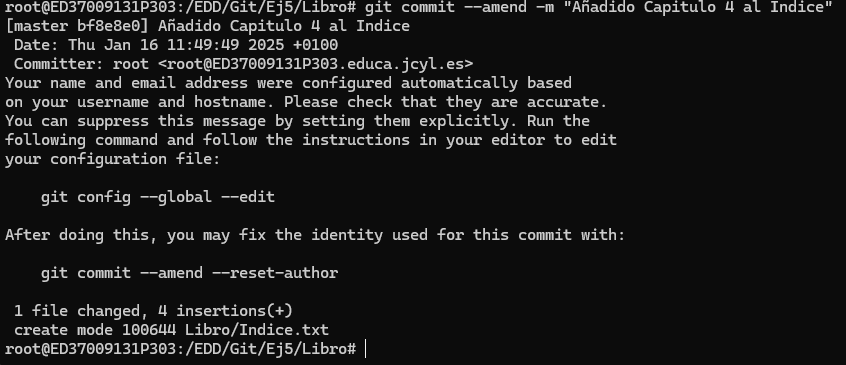 root@ED37009131P303:/EDD/Git/Ej5/Libro# git commit --amend -m "Añadido Capitulo 4 al Indice"
[master bf8e8e0] Añadido Capitulo 4 al Indice
 Date: Thu Jan 16 11:49:49 2025 +0100
 Committer: root <root@ED37009131P303.educa.jcyl.es>
Your name and email address were configured automatically based
on your username and hostname. Please check that they are accurate.
You can suppress this message by setting them explicitly. Run the
following command and follow the instructions in your editor to edit
your configuration file:

    git config --global --edit

After doing this, you may fix the identity used for this commit with:

    git commit --amend --reset-author

 1 file changed, 4 insertions(+)
 create mode 100644 Libro/Indice.txt
root@ED37009131P303:/EDD/Git/Ej5/Libro#